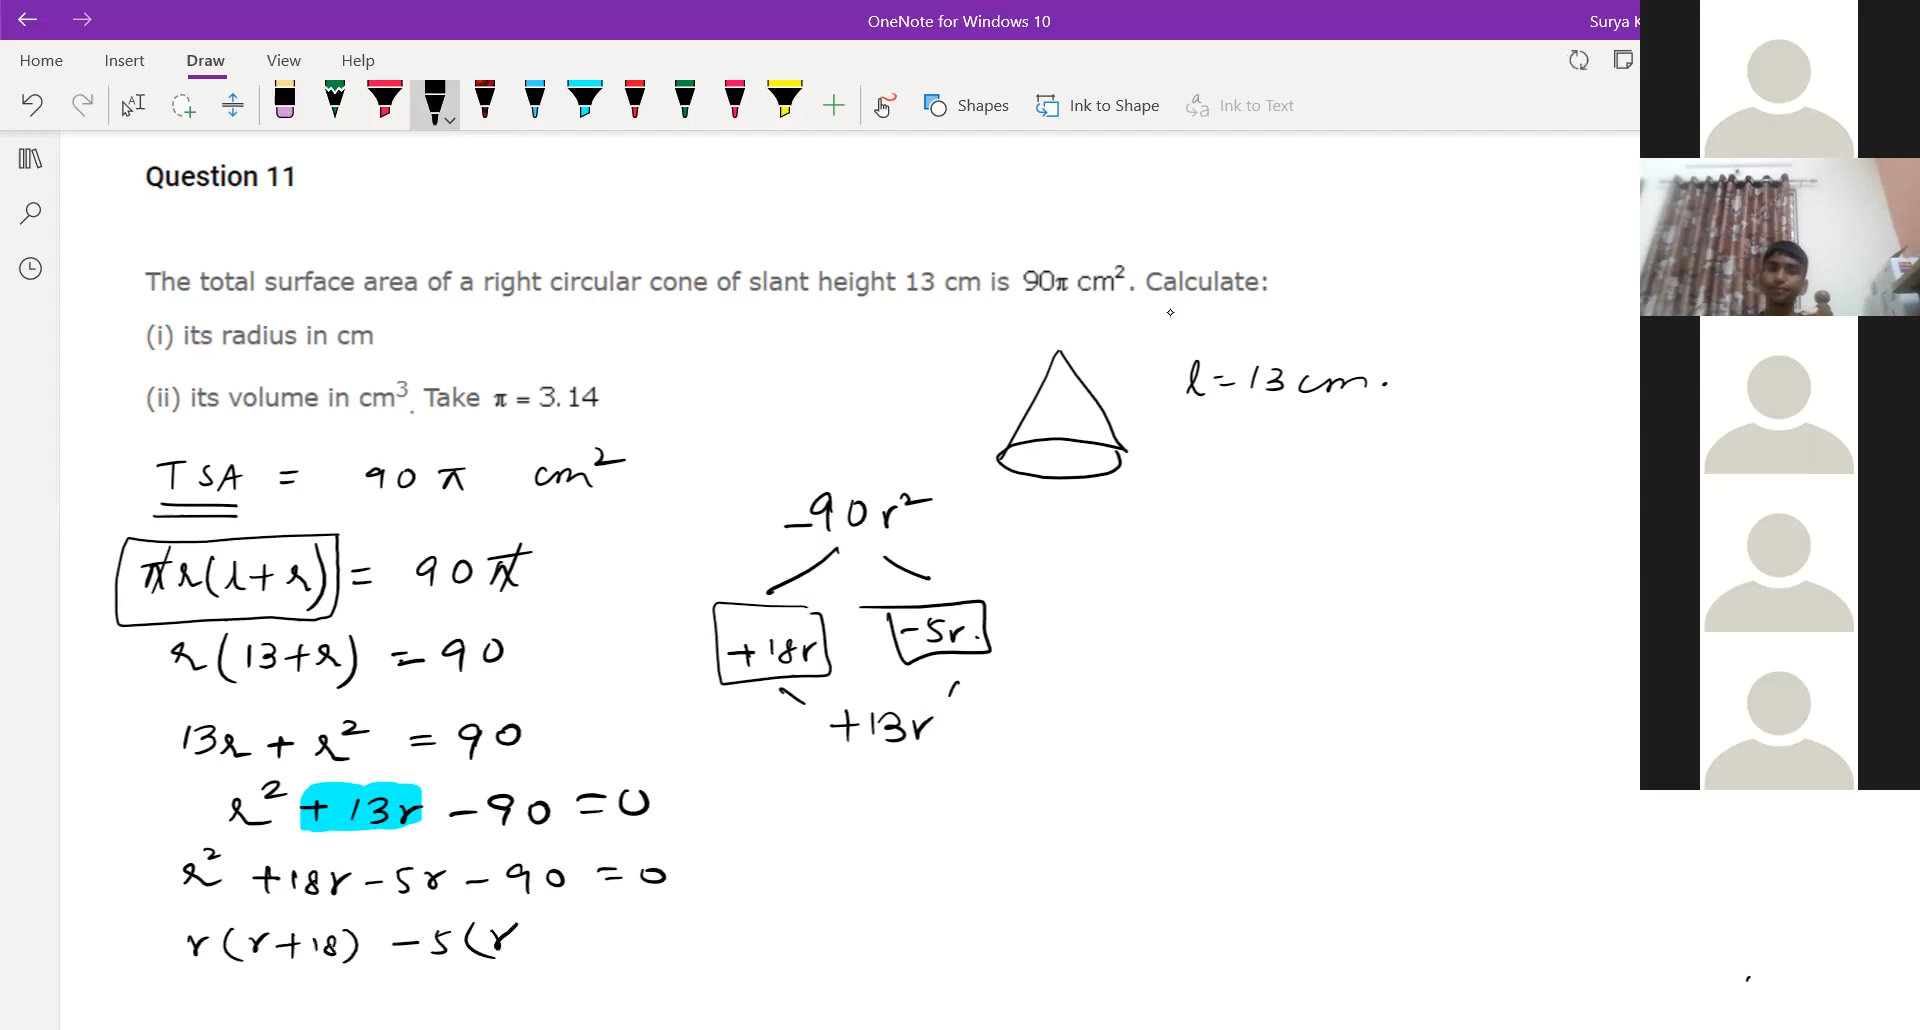 OneNote for Windows 10
Surya K
Home Insert Draw View Help
Shapes Ink to Shape Ink to Text
Question 11
The total surface area of a right circular cone of slant height 13 cm is 90π cm². Calculate:
(i) its radius in cm
(ii) its volume in cm³. Take π = 3.14
l = 13 cm.
TSA = 90 π cm²
πr(l+r) = 90π
r(13+r) = 90
13r + r² = 90
r² + 13r - 90 = 0
r² + 18r - 5r - 90 = 0
r(r+18) - 5(r
-90r²
+18r -5r.
+13r